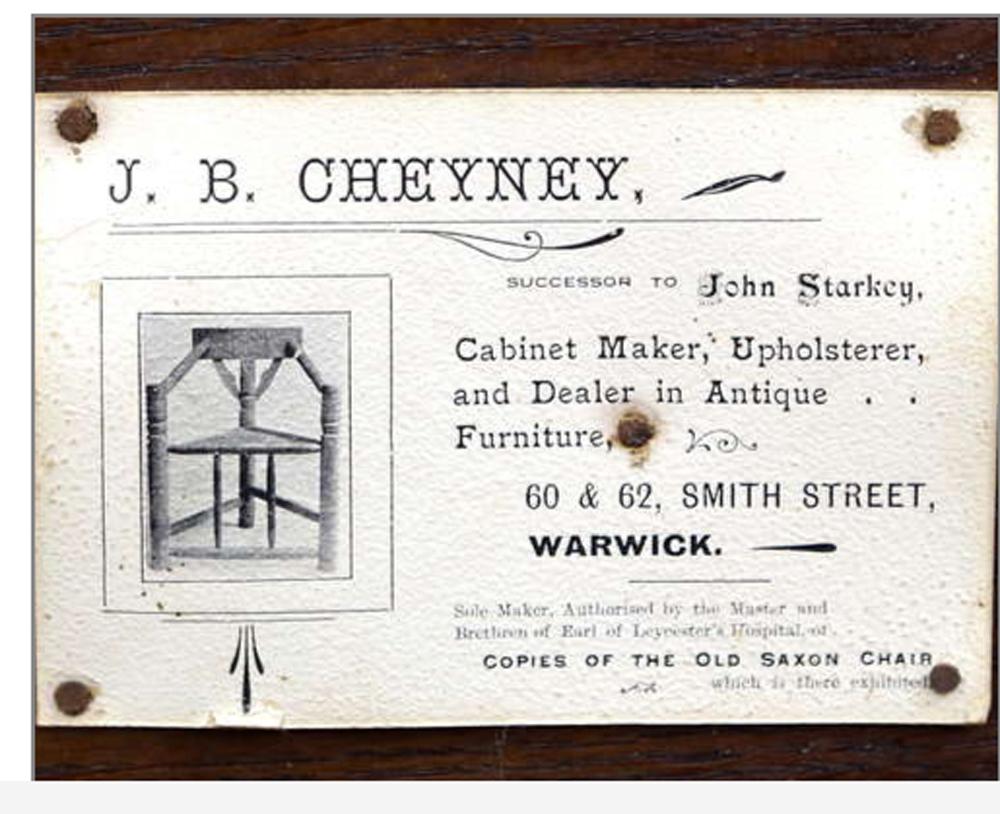 J. B. CHEYNEY,
SUCCESSOR TO John Starkey,
Cabinet Maker, Upholsterer,
and Dealer in Antique . .
Furniture,
60 & 62, SMITH STREET,
WARWICK.
Sole Maker, Authorised by the Master and
Brethren of Earl of Leycester's Hospital, of
COPIES OF THE OLD SAXON CHAIR
which is there exhibited